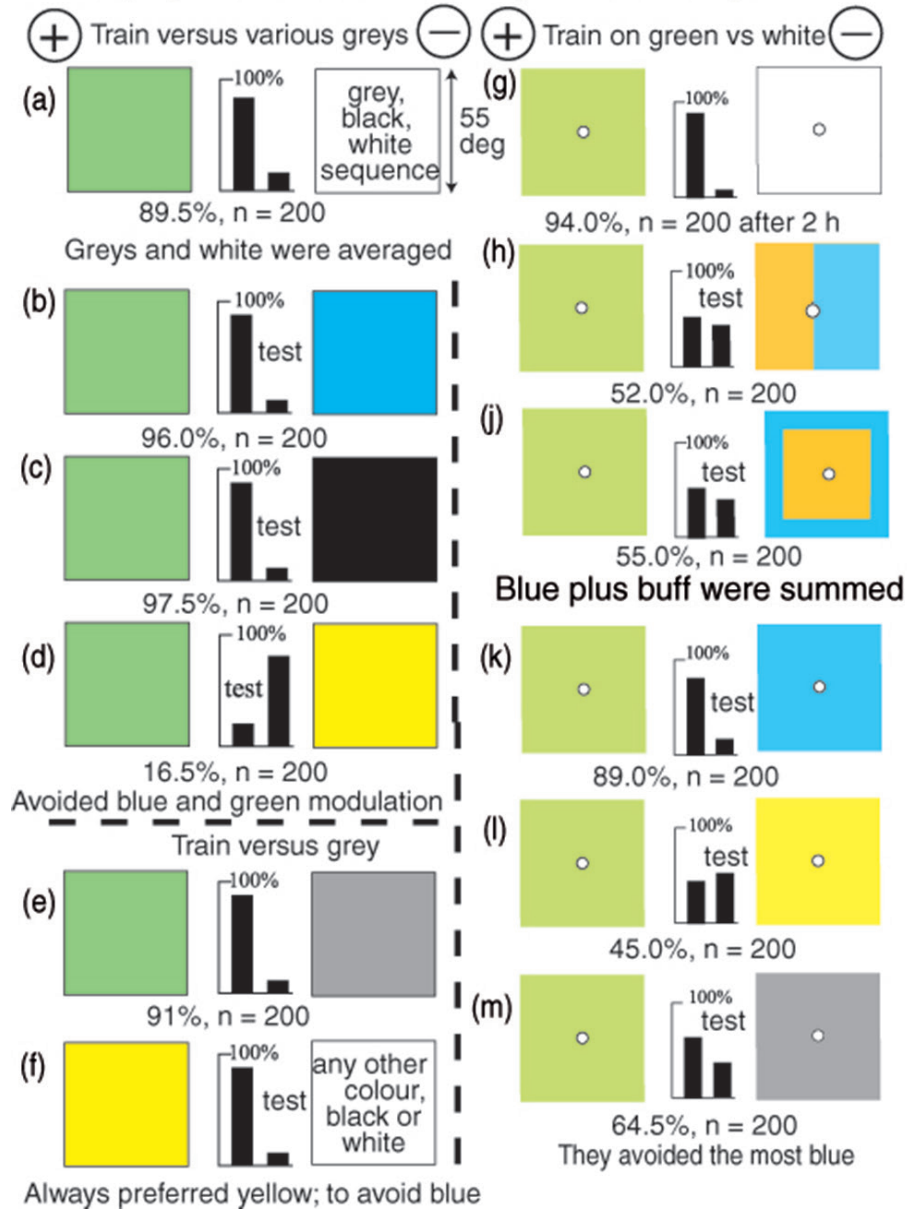 + Train versus various greys −
(a)
100%
grey,
black,
white
sequence
55
deg
89.5%, n = 200
Greys and white were averaged
(b)
100%
test
96.0%, n = 200
(c)
100%
test
97.5%, n = 200
(d)
100%
test
16.5%, n = 200
Avoided blue and green modulation
Train versus grey
(e)
100%
91%, n = 200
(f)
100%
test
any other
colour,
black or
white
Always preferred yellow; to avoid blue
+ Train on green vs white −
(g)
100%
94.0%, n = 200 after 2 h
(h)
100%
test
52.0%, n = 200
(j)
100%
test
55.0%, n = 200
Blue plus buff were summed
(k)
100%
test
89.0%, n = 200
(l)
100%
test
45.0%, n = 200
(m)
100%
test
64.5%, n = 200
They avoided the most blue